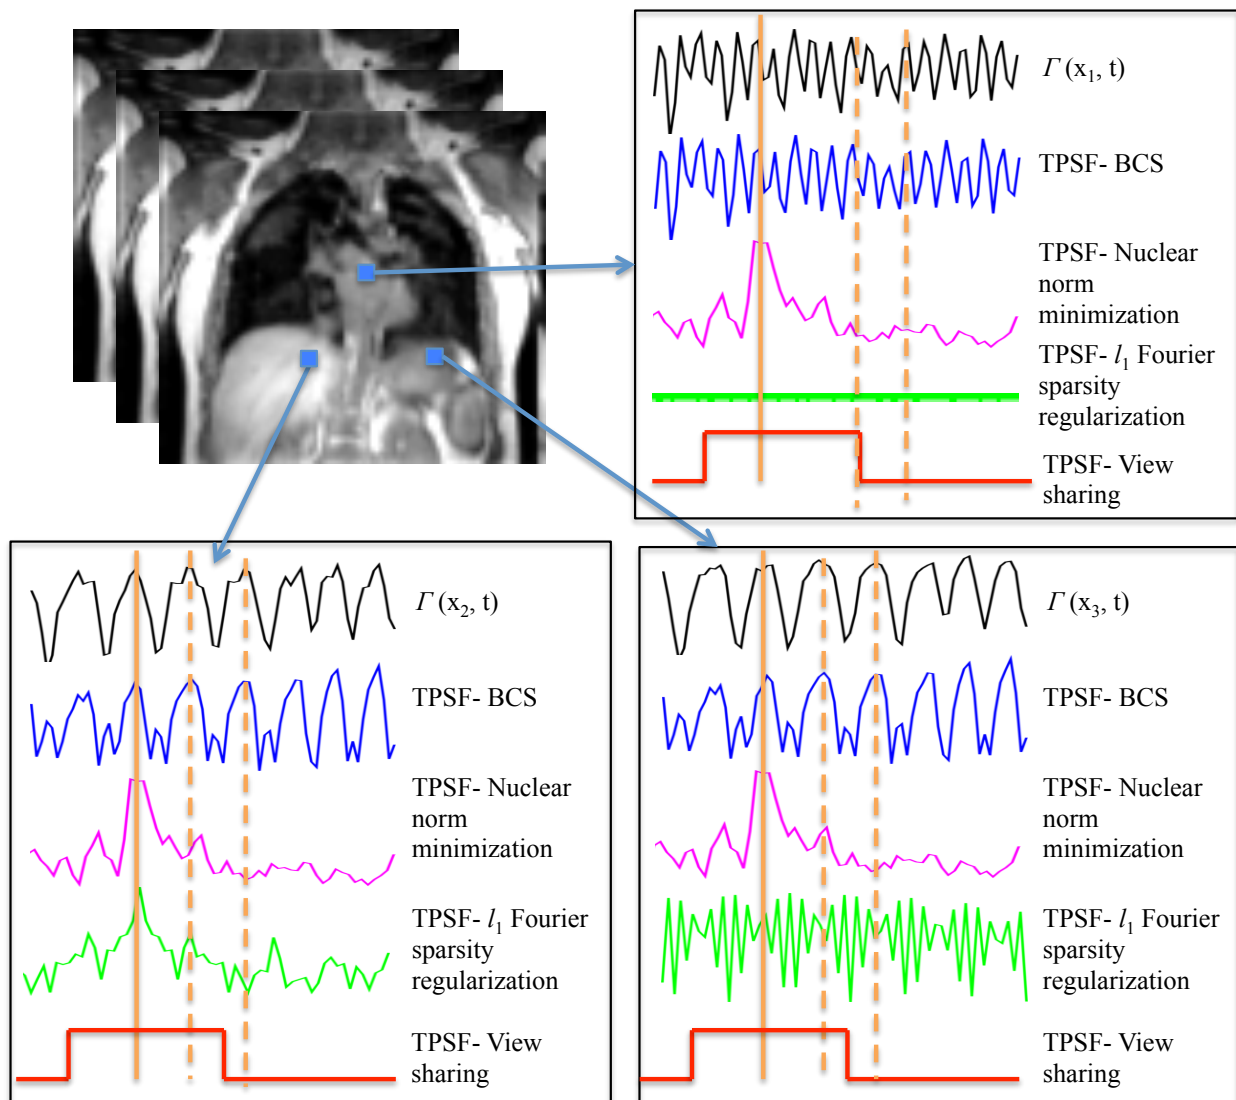 Γ (x₁, t)
TPSF- BCS
TPSF- Nuclear
norm
minimization
TPSF- l₁ Fourier
sparsity
regularization
TPSF- View
sharing
Γ (x₂, t)
TPSF- BCS
TPSF- Nuclear
norm
minimization
TPSF- l₁ Fourier
sparsity
regularization
TPSF- View
sharing
Γ (x₃, t)
TPSF- BCS
TPSF- Nuclear
norm
minimization
TPSF- l₁ Fourier
sparsity
regularization
TPSF- View
sharing